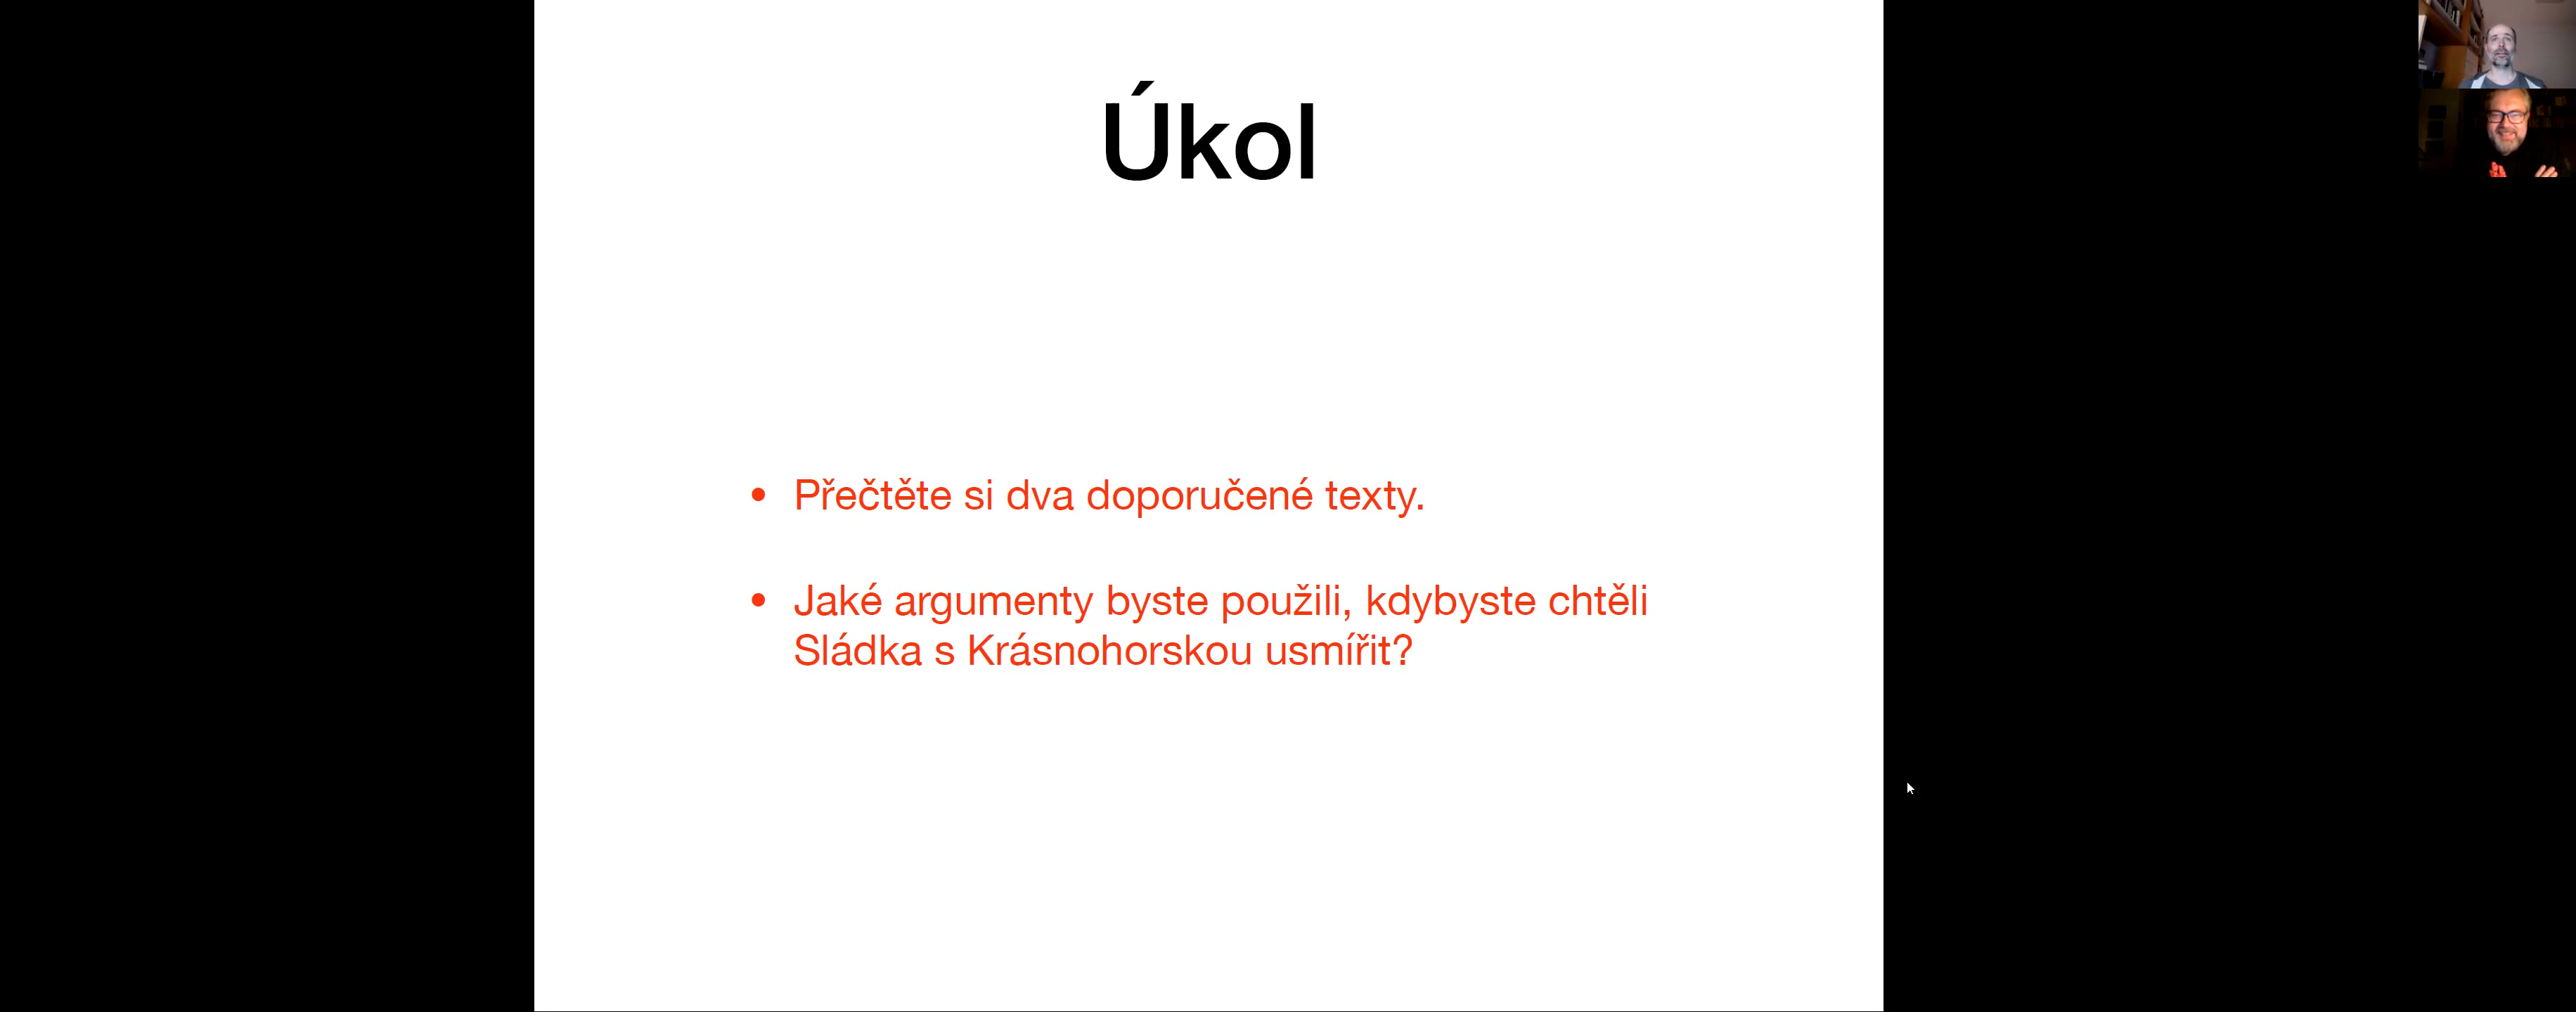 Úkol
• Přečtěte si dva doporučené texty.
• Jaké argumenty byste použili, kdybyste chtěli
Sládka s Krásnohorskou usmířit?